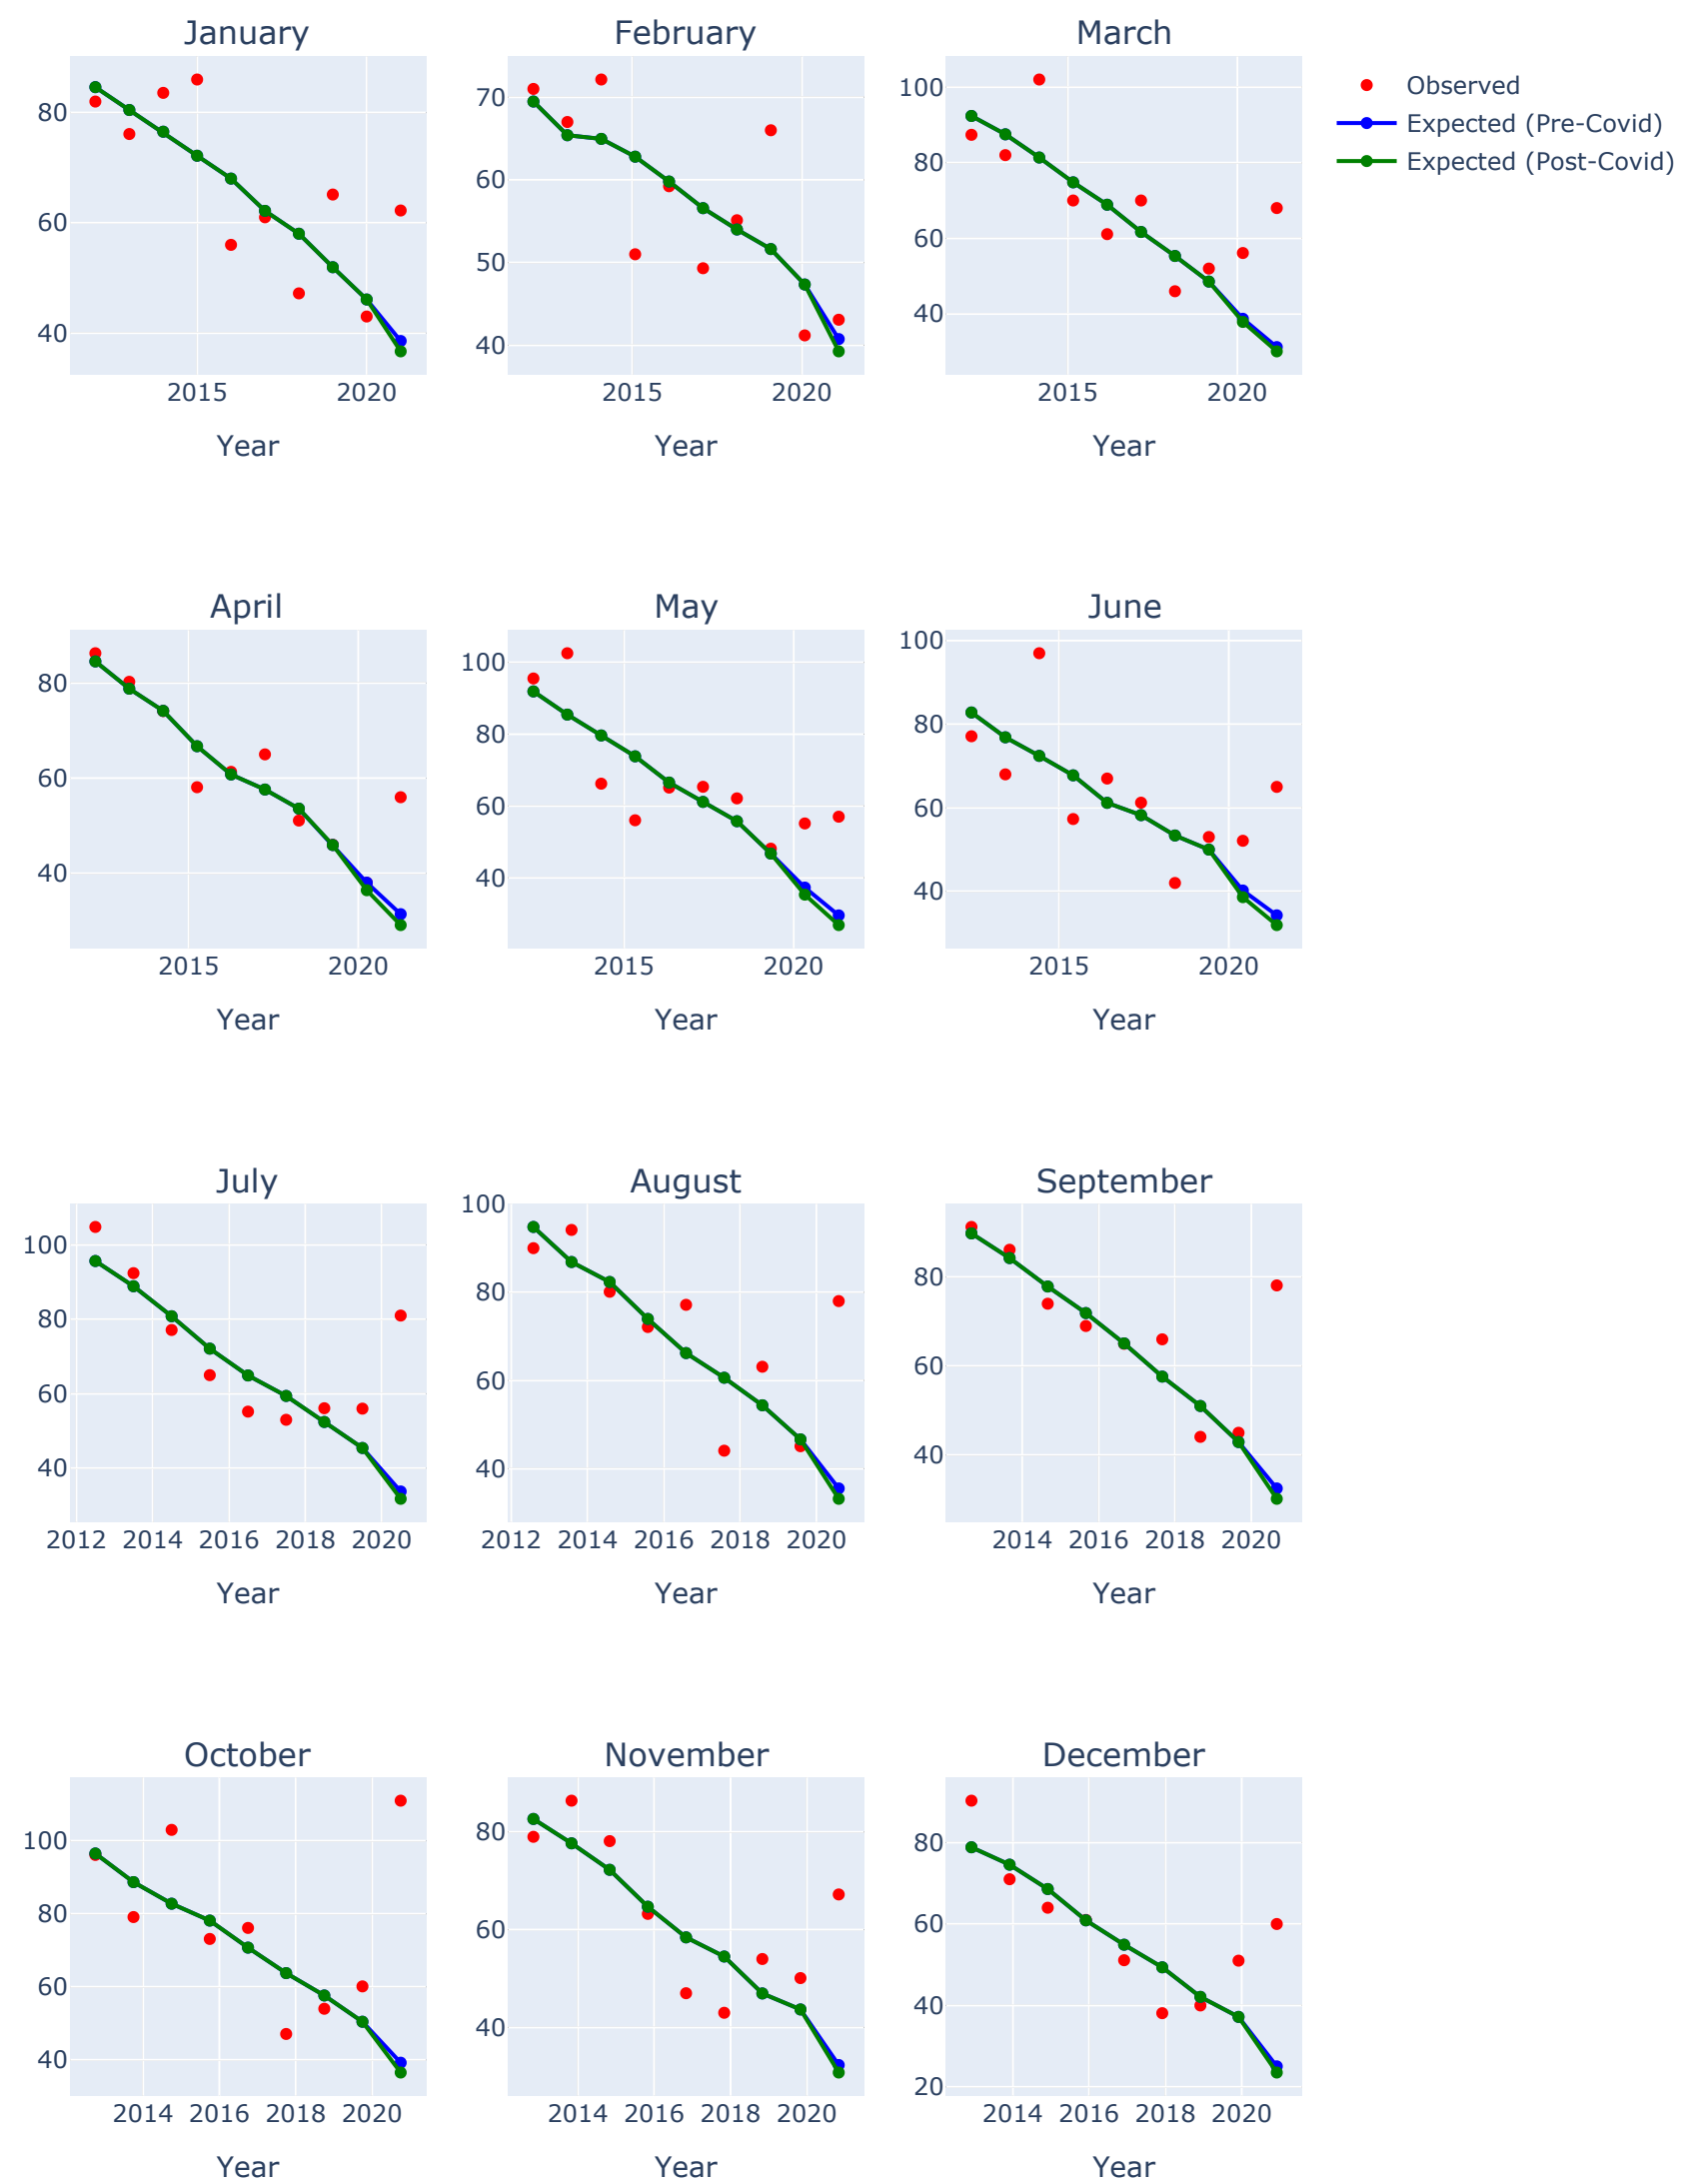 January February March
Observed
Expected (Pre-Covid)
Expected (Post-Covid)
80
60
40
2015 2020
Year
70
60
50
40
2015 2020
Year
100
80
60
40
2015 2020
Year
April May June
80
60
40
2015 2020
Year
100
80
60
40
2015 2020
Year
100
80
60
40
2015 2020
Year
July August September
100
80
60
40
2012 2014 2016 2018 2020
Year
100
80
60
40
2012 2014 2016 2018 2020
Year
80
60
40
2014 2016 2018 2020
Year
October November December
100
80
60
40
2014 2016 2018 2020
Year
80
60
40
2014 2016 2018 2020
Year
80
60
40
20
2014 2016 2018 2020
Year